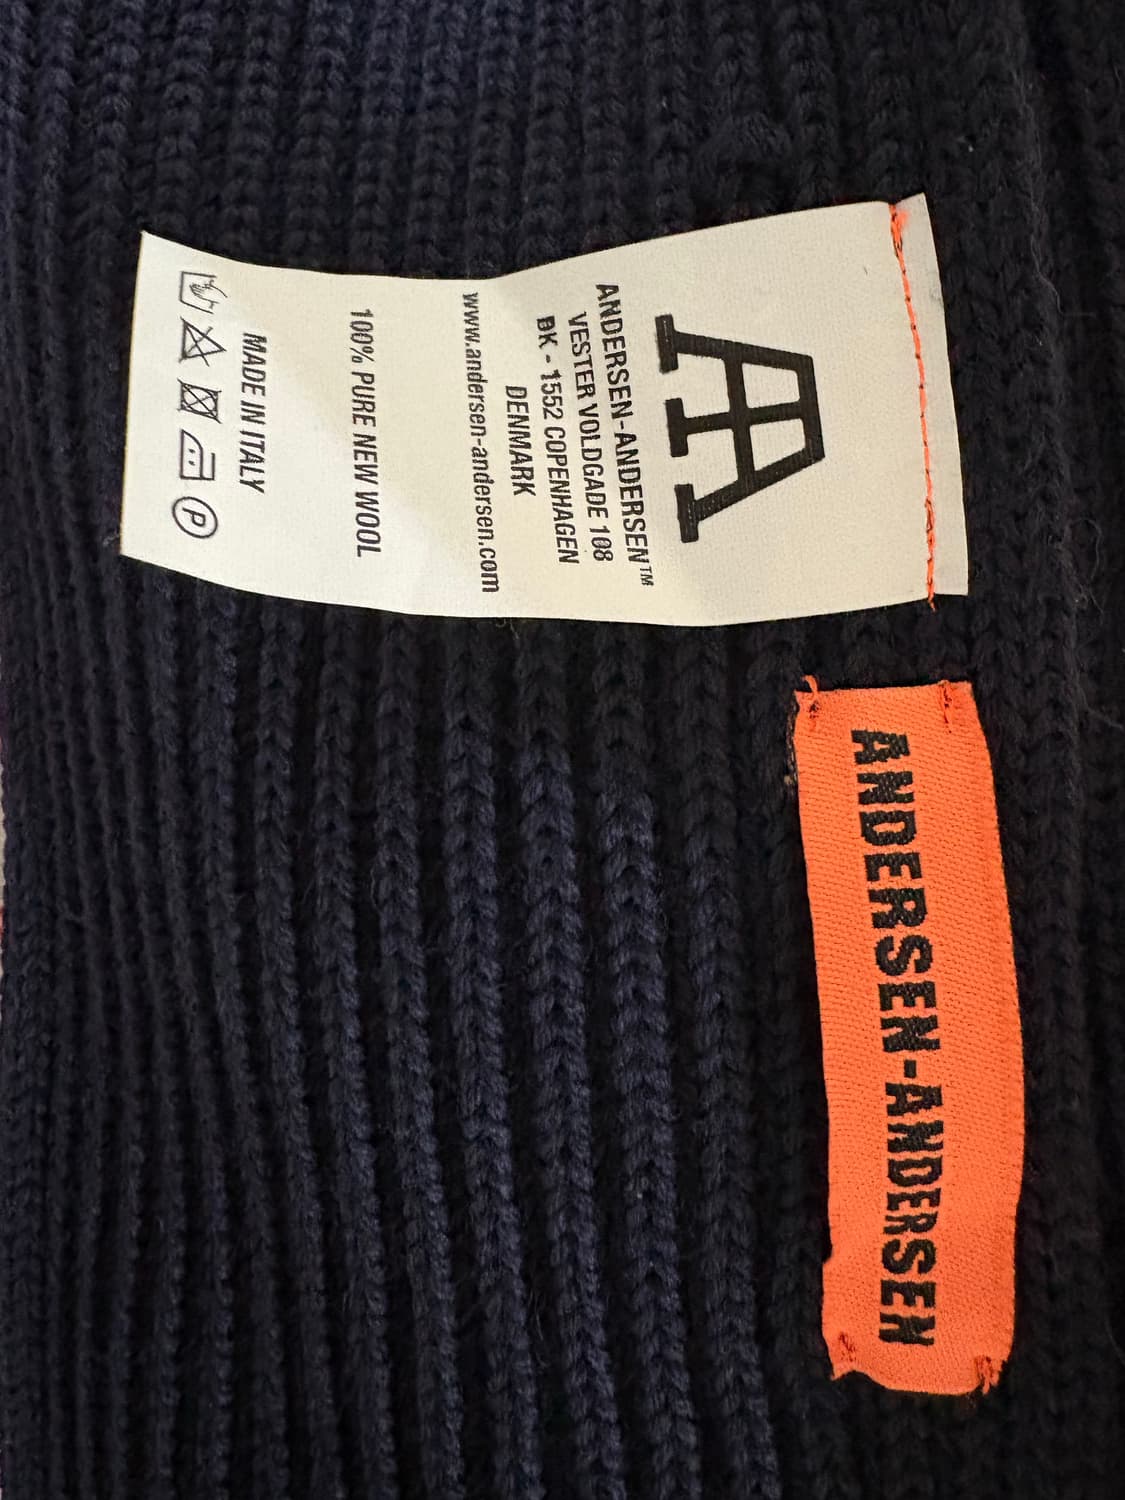 A
ANDERSEN-ANDERSEN™
VESTER VOLDGADE 108
DK - 1552 COPENHAGEN
DENMARK
www.andersen-andersen.com
100% PURE NEW WOOL
MADE IN ITALY
P
ANDERSEN-ANDERSEN